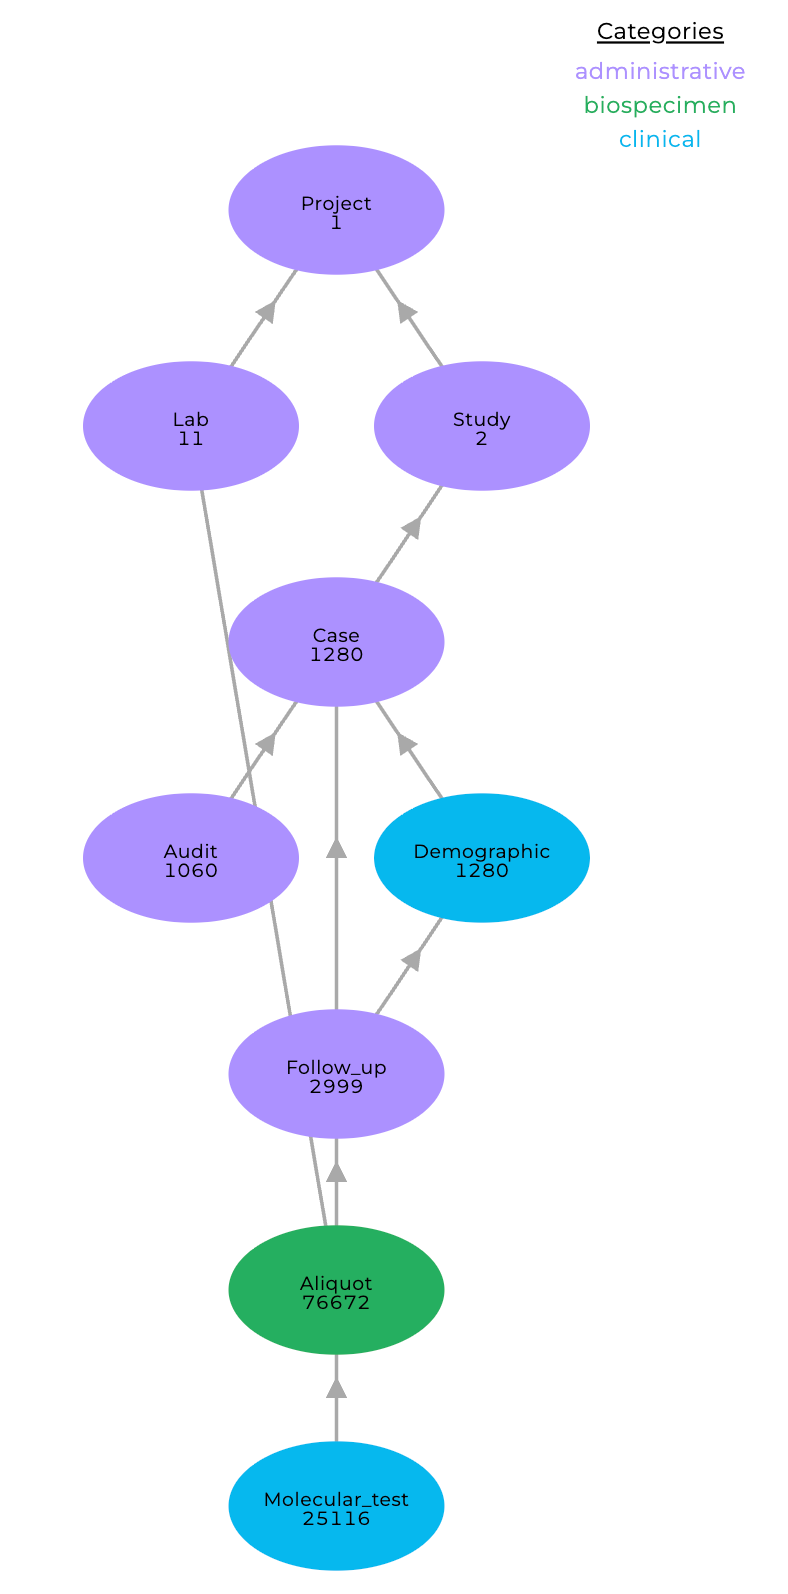 Categories
administrative
biospecimen
clinical
Project
1
Lab
11
Study
2
Case
1280
Audit
1060
Demographic
1280
Follow_up
2999
Aliquot
76672
Molecular_test
25116